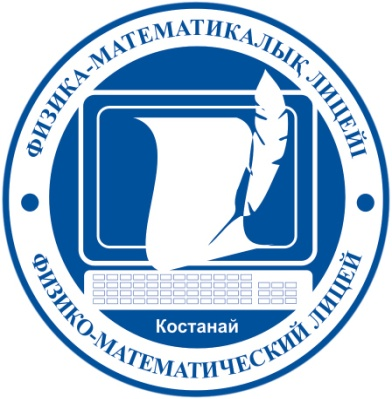 ФИЗИКА-МАТЕМАТИКАЛЫҚ ЛИЦЕЙІ
Костанай
ФИЗИКО-МАТЕМАТИЧЕСКИЙ ЛИЦЕЙ